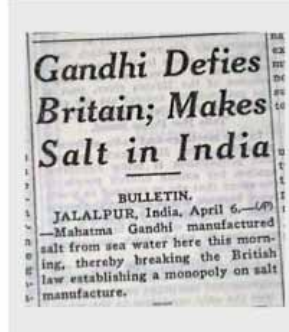 Gandhi Defies
Britain; Makes
Salt in India
BULLETIN.
JALALPUR, India, April 6,—(AP)
—Mahatma Gandhi manufactured
salt from sea water here this morn-
ing, thereby breaking the British
law establishing a monopoly on salt
manufacture.